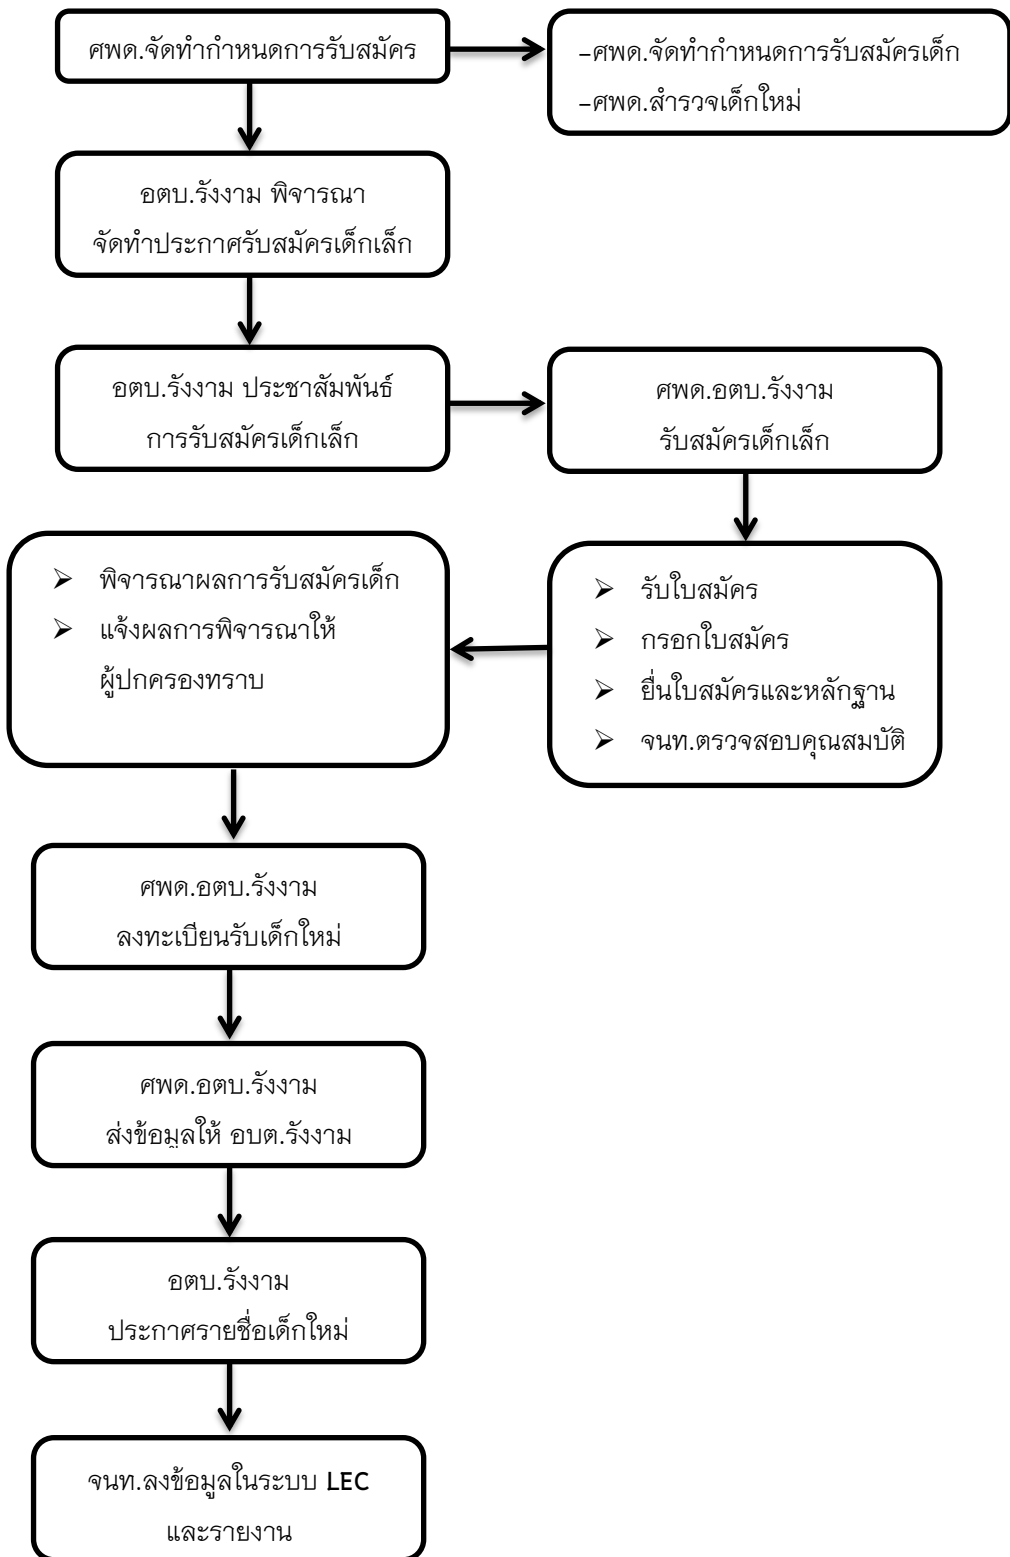 ศพด.จัดทำกำหนดการรับสมัคร
-ศพด.จัดทำกำหนดการรับสมัครเด็ก
-ศพด.สำรวจเด็กใหม่
อตบ.รังงาม พิจารณา
จัดทำประกาศรับสมัครเด็กเล็ก
อตบ.รังงาม ประชาสัมพันธ์
การรับสมัครเด็กเล็ก
ศพด.อตบ.รังงาม
รับสมัครเด็กเล็ก
➢ รับใบสมัคร
➢ กรอกใบสมัคร
➢ ยื่นใบสมัครและหลักฐาน
➢ จนท.ตรวจสอบคุณสมบัติ
➢ พิจารณาผลการรับสมัครเด็ก
➢ แจ้งผลการพิจารณาให้
ผู้ปกครองทราบ
ศพด.อตบ.รังงาม
ลงทะเบียนรับเด็กใหม่
ศพด.อตบ.รังงาม
ส่งข้อมูลให้ อบต.รังงาม
อตบ.รังงาม
ประกาศรายชื่อเด็กใหม่
จนท.ลงข้อมูลในระบบ LEC
และรายงาน